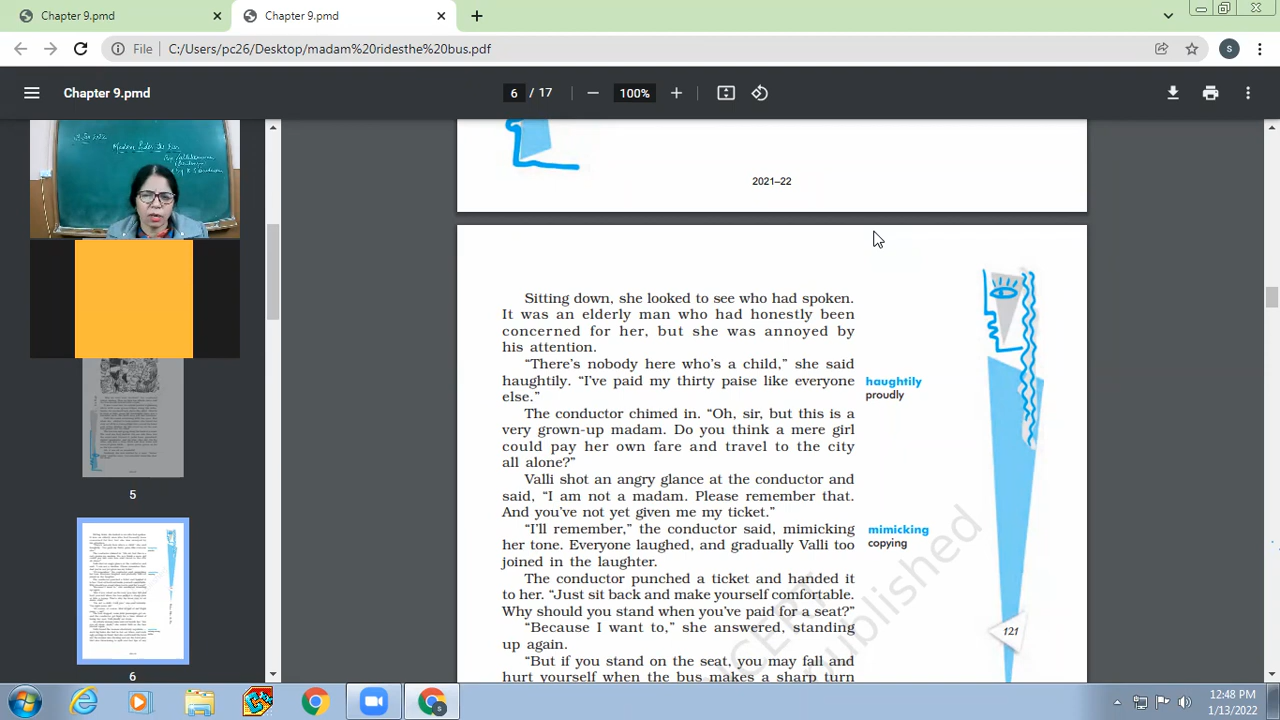 Chapter 9.pmd
Chapter 9.pmd
File C:/Users/pc26/Desktop/madam%20ridesthe%20bus.pdf
S
Chapter 9.pmd
6 / 17
100%
Madam Rides the Bus
2021–22
Sitting down, she looked to see who had spoken.
It was an elderly man who had honestly been
concerned for her, but she was annoyed by
his attention.
“There's nobody here who's a child,” she said
haughtily. “I've paid my thirty paise like everyone
else.”
haughtily
proudly
The conductor chimed in. “Oh, sir, but this is a
very grown-up madam. Do you think a mere girl
could pay her own fare and travel to the city
all alone?”
Valli shot an angry glance at the conductor and
said, “I am not a madam. Please remember that.
And you've not yet given me my ticket.”
“I'll remember,” the conductor said, mimicking
her tone. Everyone laughed, and gradually Valli too
joined in the laughter.
mimicking
copying
The conductor punched a ticket and handed it
to her. “Just sit back and make yourself comfortable.
Why should you stand when you've paid for a seat?”
“Because I want to,” she answered, standing
up again.
“But if you stand on the seat, you may fall and
hurt yourself when the bus makes a sharp turn
121
5
6
12:48 PM
1/13/2022